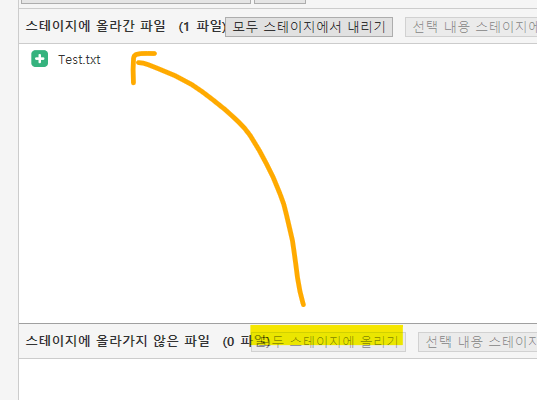 스테이지에 올라간 파일 (1 파일) 모두 스테이지에서 내리기 선택 내용 스테이지에
Test.txt
스테이지에 올라가지 않은 파일 (0 파일) 모두 스테이지에 올리기 선택 내용 스테이지